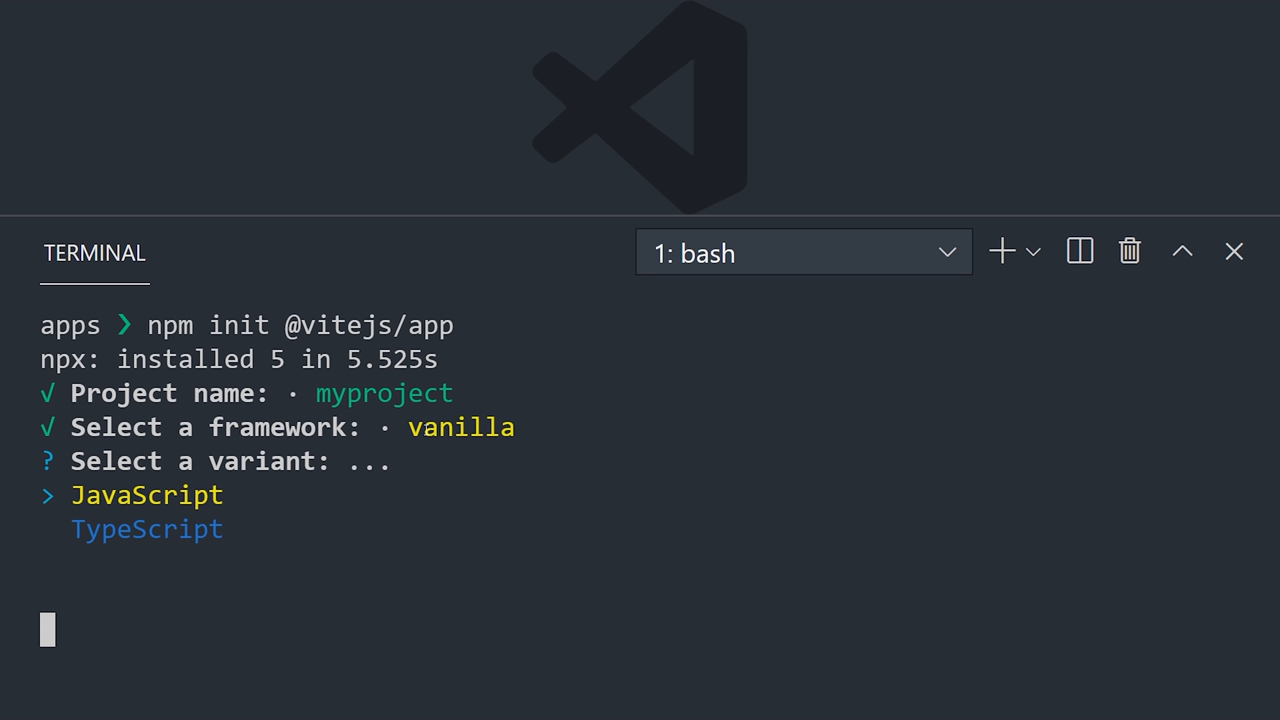 TERMINAL
1: bash
apps ❯ npm init @vitejs/app
npx: installed 5 in 5.525s
√ Project name: · myproject
√ Select a framework: · vanilla
? Select a variant: ...
> JavaScript
TypeScript